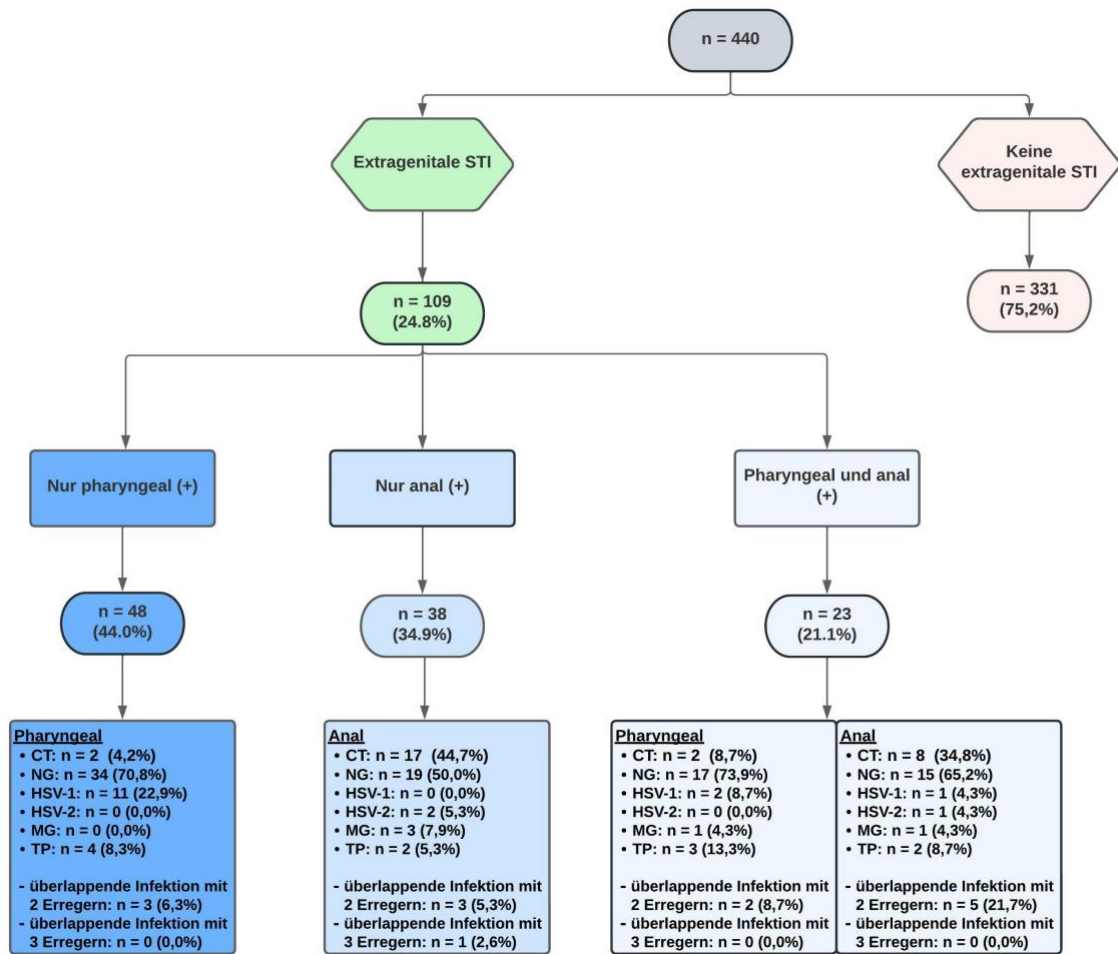 n = 440
Extragenitale STI
Keine
extragenitale STI
n = 109
(24.8%)
n = 331
(75,2%)
Nur pharyngeal (+)
Nur anal (+)
Pharyngeal und anal
(+)
n = 48
(44.0%)
n = 38
(34.9%)
n = 23
(21.1%)
Pharyngeal
• CT: n = 2 (4,2%)
• NG: n = 34 (70,8%)
• HSV-1: n = 11 (22,9%)
• HSV-2: n = 0 (0,0%)
• MG: n = 0 (0,0%)
• TP: n = 4 (8,3%)
- überlappende Infektion mit
2 Erregern: n = 3 (6,3%)
- überlappende Infektion mit
3 Erregern: n = 0 (0,0%)
Anal
• CT: n = 17 (44,7%)
• NG: n = 19 (50,0%)
• HSV-1: n = 0 (0,0%)
• HSV-2: n = 2 (5,3%)
• MG: n = 3 (7,9%)
• TP: n = 2 (5,3%)
- überlappende Infektion mit
2 Erregern: n = 3 (5,3%)
- überlappende Infektion mit
3 Erregern: n = 1 (2,6%)
Pharyngeal
• CT: n = 2 (8,7%)
• NG: n = 17 (73,9%)
• HSV-1: n = 2 (8,7%)
• HSV-2: n = 0 (0,0%)
• MG: n = 1 (4,3%)
• TP: n = 3 (13,3%)
- überlappende Infektion mit
2 Erregern: n = 2 (8,7%)
- überlappende Infektion mit
3 Erregern: n = 0 (0,0%)
Anal
• CT: n = 8 (34,8%)
• NG: n = 15 (65,2%)
• HSV-1: n = 1 (4,3%)
• HSV-2: n = 1 (4,3%)
• MG: n = 1 (4,3%)
• TP: n = 2 (8,7%)
- überlappende Infektion mit
2 Erregern: n = 5 (21,7%)
- überlappende Infektion mit
3 Erregern: n = 0 (0,0%)